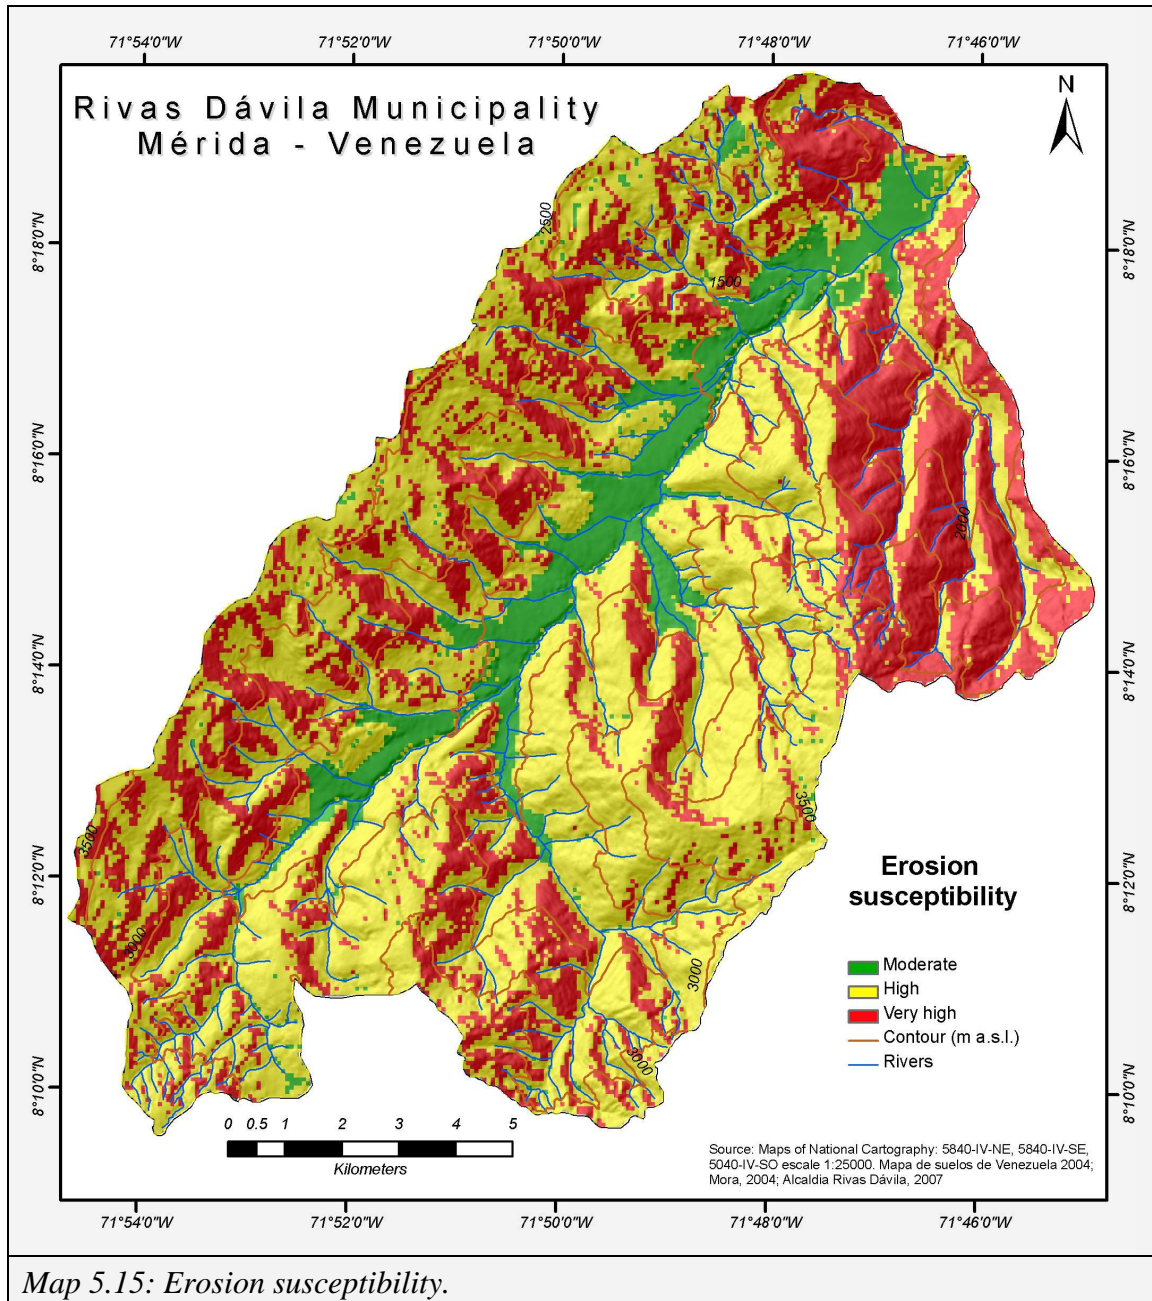 71°54'0"W 71°52'0"W 71°50'0"W 71°48'0"W 71°46'0"W
Rivas Dávila Municipality
Mérida - Venezuela
N
2500
8°18'0"N 8°18'0"N
1500
8°16'0"N 8°16'0"N
2000
8°14'0"N 8°14'0"N
3500
3500
8°12'0"N 8°12'0"N
Erosion
susceptibility
3000
3000
Moderate
High
Very high
Contour (m a.s.l.)
3000
Rivers
8°10'0"N 8°10'0"N
0 0.5 1 2 3 4 5
Kilometers
Source: Maps of National Cartography: 5840-IV-NE, 5840-IV-SE,
5040-IV-SO escale 1:25000. Mapa de suelos de Venezuela 2004;
Mora, 2004; Alcaldia Rivas Dávila, 2007
71°54'0"W 71°52'0"W 71°50'0"W 71°48'0"W 71°46'0"W
Map 5.15: Erosion susceptibility.